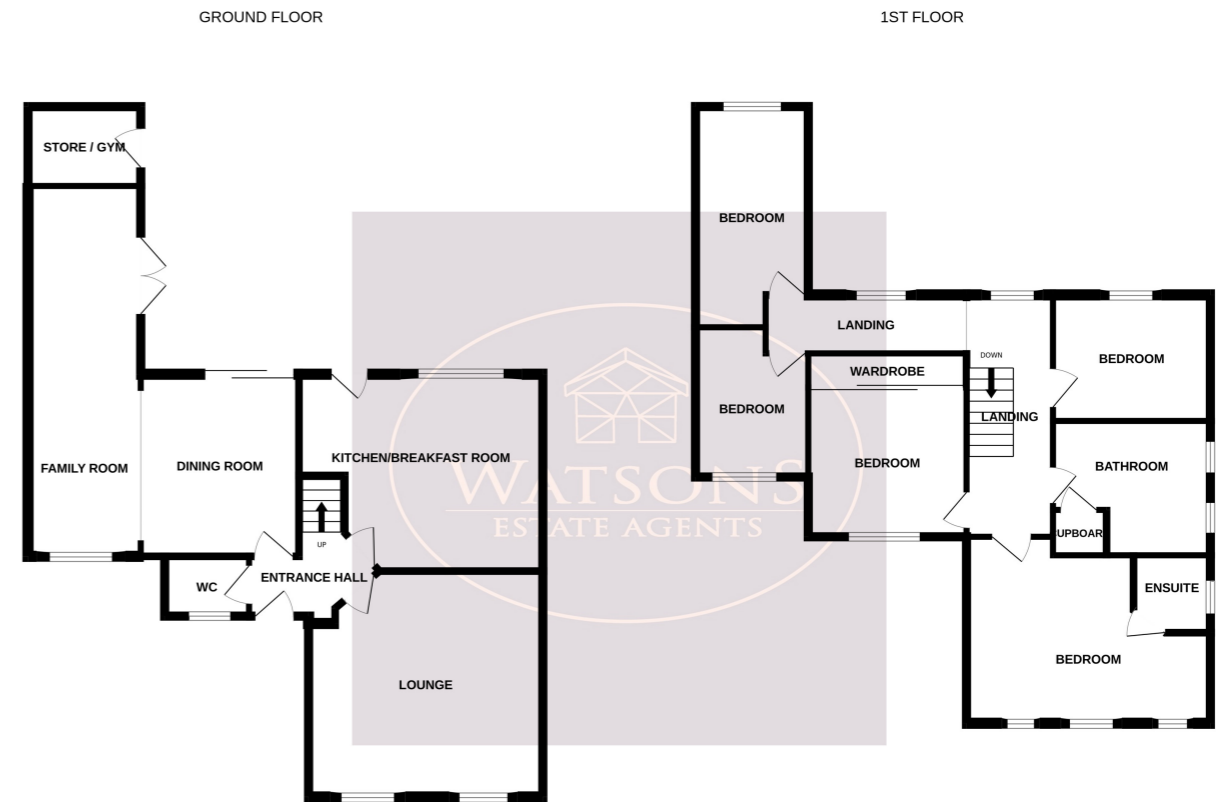 GROUND FLOOR
1ST FLOOR
STORE / GYM
FAMILY ROOM
DINING ROOM
KITCHEN/BREAKFAST ROOM
UP
WC
ENTRANCE HALL
LOUNGE
BEDROOM
LANDING
DOWN
BEDROOM
WARDROBE
BEDROOM
LANDING
BEDROOM
BATHROOM
UPBOAR
ENSUITE
BEDROOM
WATSONS
ESTATE AGENTS